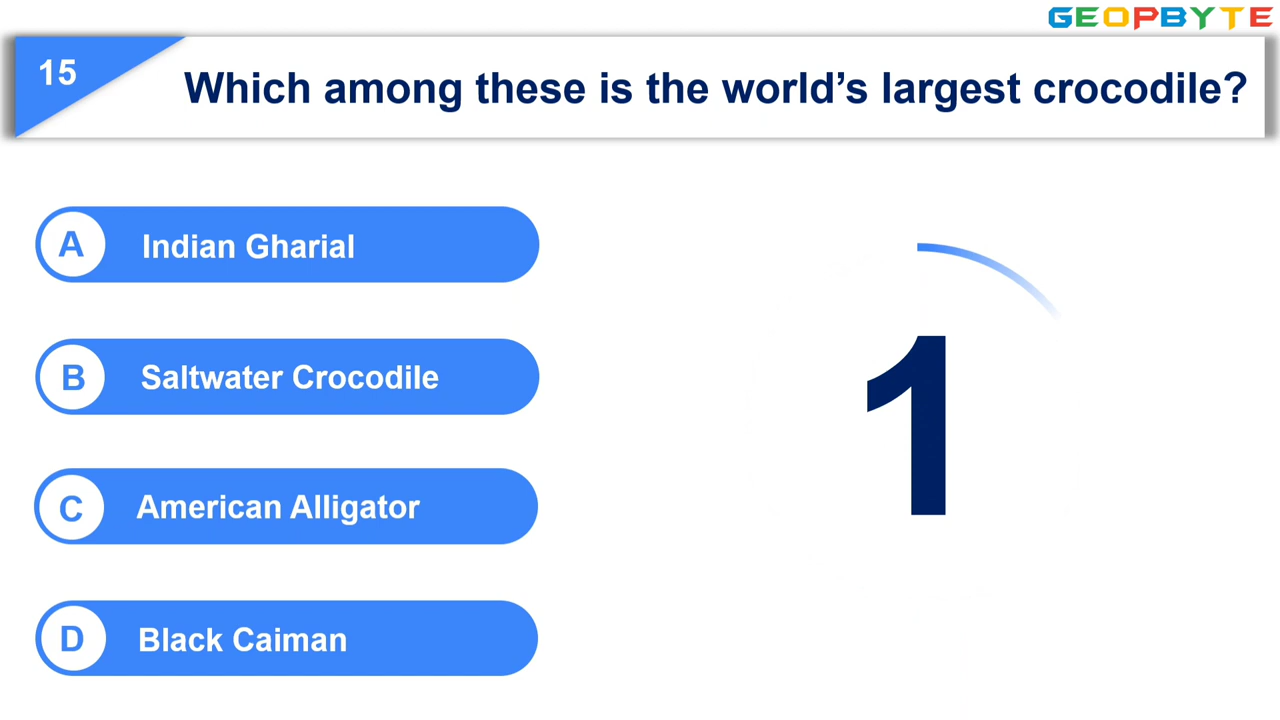 GEOPBYTE
15
Which among these is the world’s largest crocodile?
A Indian Gharial
B Saltwater Crocodile
C American Alligator
D Black Caiman
1